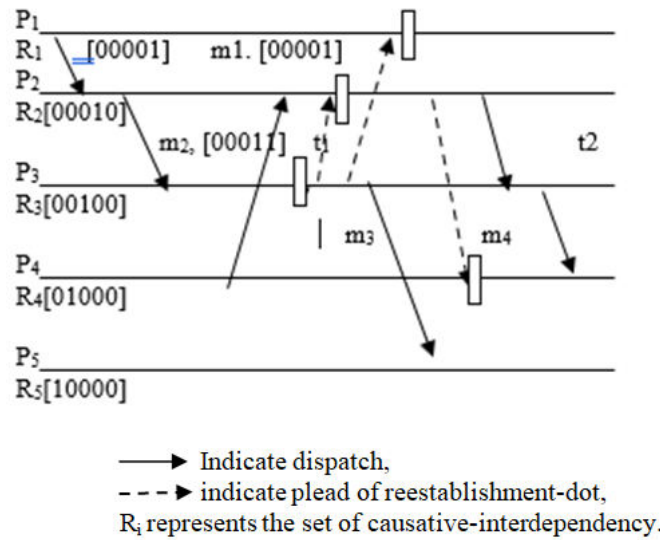 P1
R1 [00001] m1. [00001]
P2
R2[00010]
m2, [00011] t1 t2
P3
R3[00100]
m3 m4
P4
R4[01000]
P5
R5[10000]
Indicate dispatch,
indicate plead of reestablishment-dot,
Ri represents the set of causative-interdependency.